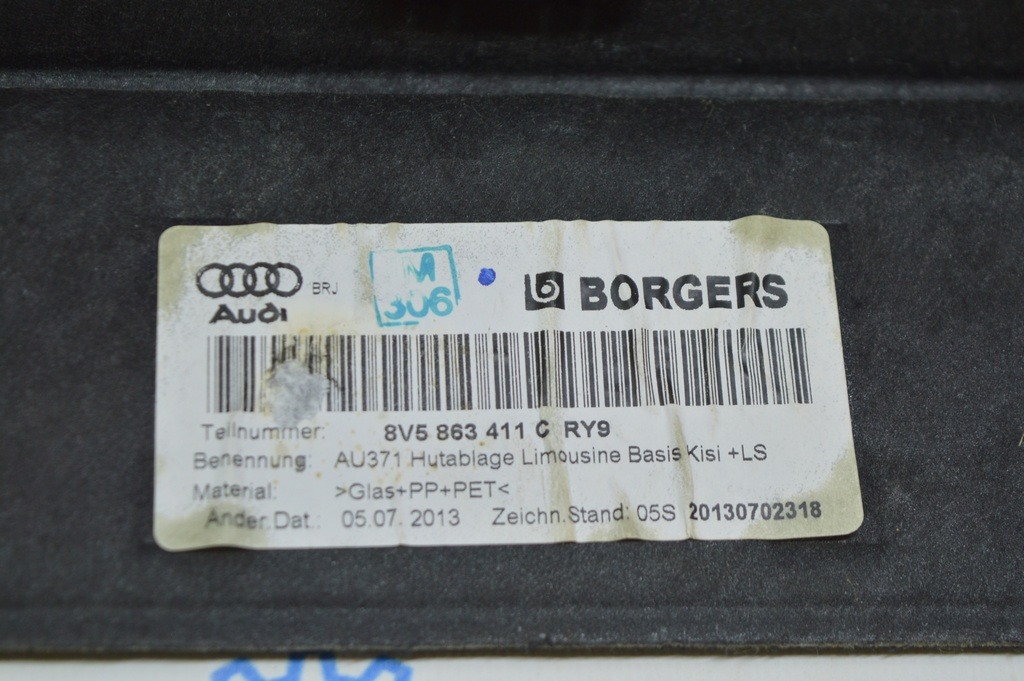 Audi BRJ M 306 BORGERS
Teilnummer: 8V5 863 411 C RY9
Benennung: AU371 Hutablage Limousine Basis Kisi +LS
Material: >Glas+PP+PET<
Änder.Dat.: 05.07. 2013 Zeichn.Stand: 05S 20130702318